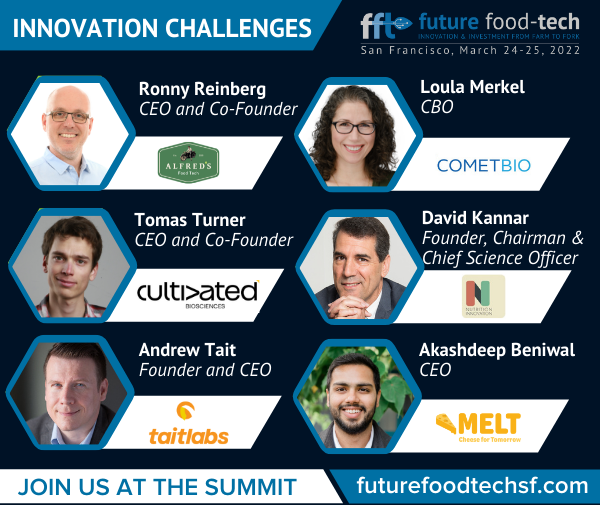 INNOVATION CHALLENGES
fft future food-tech
INNOVATION & INVESTMENT FROM FARM TO FORK
San Francisco, March 24-25, 2022
Ronny Reinberg
CEO and Co-Founder
ALFRED'S
FoodTech
Loula Merkel
CBO
COMETBIO
Tomas Turner
CEO and Co-Founder
cultivated
BIOSCIENCES
David Kannar
Founder, Chairman &
Chief Science Officer
N
NUTRITION
INNOVATION
Andrew Tait
Founder and CEO
taitlabs
Akashdeep Beniwal
CEO
MELT
Cheese for Tomorrow
JOIN US AT THE SUMMIT
futurefoodtechsf.com